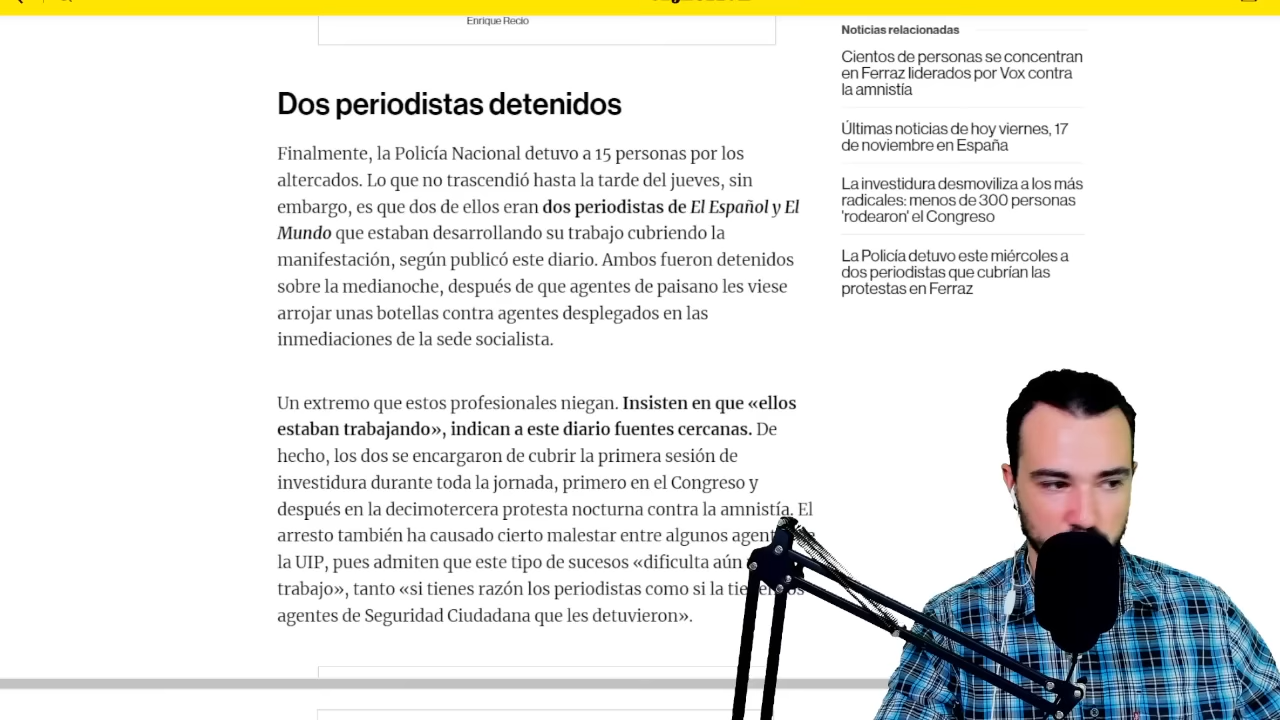 Enrique Recio
Dos periodistas detenidos
Finalmente, la Policía Nacional detuvo a 15 personas por los
altercados. Lo que no trascendió hasta la tarde del jueves, sin
embargo, es que dos de ellos eran dos periodistas de El Español y El
Mundo que estaban desarrollando su trabajo cubriendo la
manifestación, según publicó este diario. Ambos fueron detenidos
sobre la medianoche, después de que agentes de paisano les viese
arrojar unas botellas contra agentes desplegados en las
inmediaciones de la sede socialista.
Un extremo que estos profesionales niegan. Insisten en que «ellos
estaban trabajando», indican a este diario fuentes cercanas. De
hecho, los dos se encargaron de cubrir la primera sesión de
investidura durante toda la jornada, primero en el Congreso y
después en la decimotercera protesta nocturna contra la amnistía. El
arresto también ha causado cierto malestar entre algunos
la UIP, pues admiten que este tipo de sucesos «dificulta aún
trabajo», tanto «si tienes razón los periodistas como si la
agentes de Seguridad Ciudadana que les detuvieron».
Noticias relacionadas
Cientos de personas se concentran
en Ferraz liderados por Vox contra
la amnistía
Últimas noticias de hoy viernes, 17
de noviembre en España
La investidura desmoviliza a los más
radicales: menos de 300 personas
'rodearon' el Congreso
La Policía detuvo este miércoles a
dos periodistas que cubrían las
protestas en Ferraz